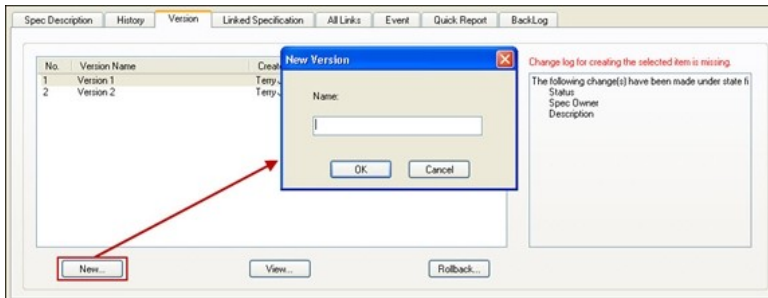 Spec Description History Version Linked Specification All Links Event Quick Report BackLog
No. Version Name
1 Version 1 Terry
2 Version 2 Terry
New Version
Name:
OK Cancel
Change log for creating the selected item is missing.
The following change(s) have been made under state
Status
Spec Owner
Description
New... View... Rollback...